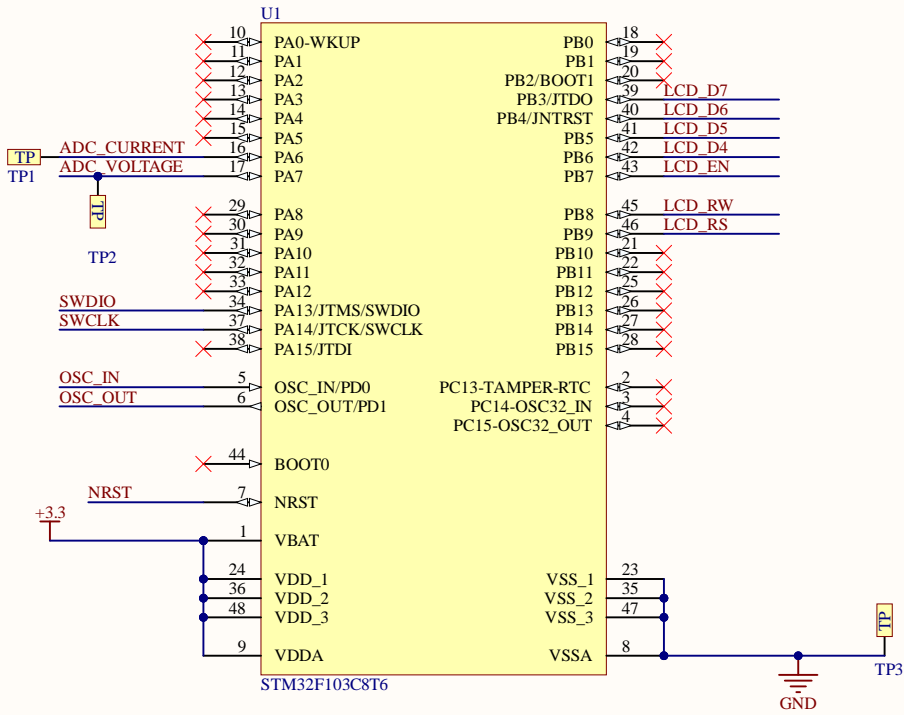 U1
10 PA0-WKUP PB0 18
11 PA1 PB1 19
12 PA2 PB2/BOOT1 20
13 PA3 PB3/JTDO 39 LCD_D7
14 PA4 PB4/JNTRST 40 LCD_D6
15 PA5 PB5 41 LCD_D5
TP ADC_CURRENT 16 PA6 PB6 42 LCD_D4
TP1 ADC_VOLTAGE 17 PA7 PB7 43 LCD_EN
TP
29 PA8 PB8 45 LCD_RW
30 PA9 PB9 46 LCD_RS
TP2 31 PA10 PB10 21
32 PA11 PB11 22
33 PA12 PB12 25
SWDIO 34 PA13/JTMS/SWDIO PB13 26
SWCLK 37 PA14/JTCK/SWCLK PB14 27
38 PA15/JTDI PB15 28
OSC_IN 5 OSC_IN/PD0 PC13-TAMPER-RTC 2
OSC_OUT 6 OSC_OUT/PD1 PC14-OSC32_IN 3
PC15-OSC32_OUT 4
44 BOOT0
NRST 7 NRST
+3.3
1 VBAT
24 VDD_1 VSS_1 23
36 VDD_2 VSS_2 35
48 VDD_3 VSS_3 47
TP
9 VDDA VSSA 8
TP3
STM32F103C8T6
GND